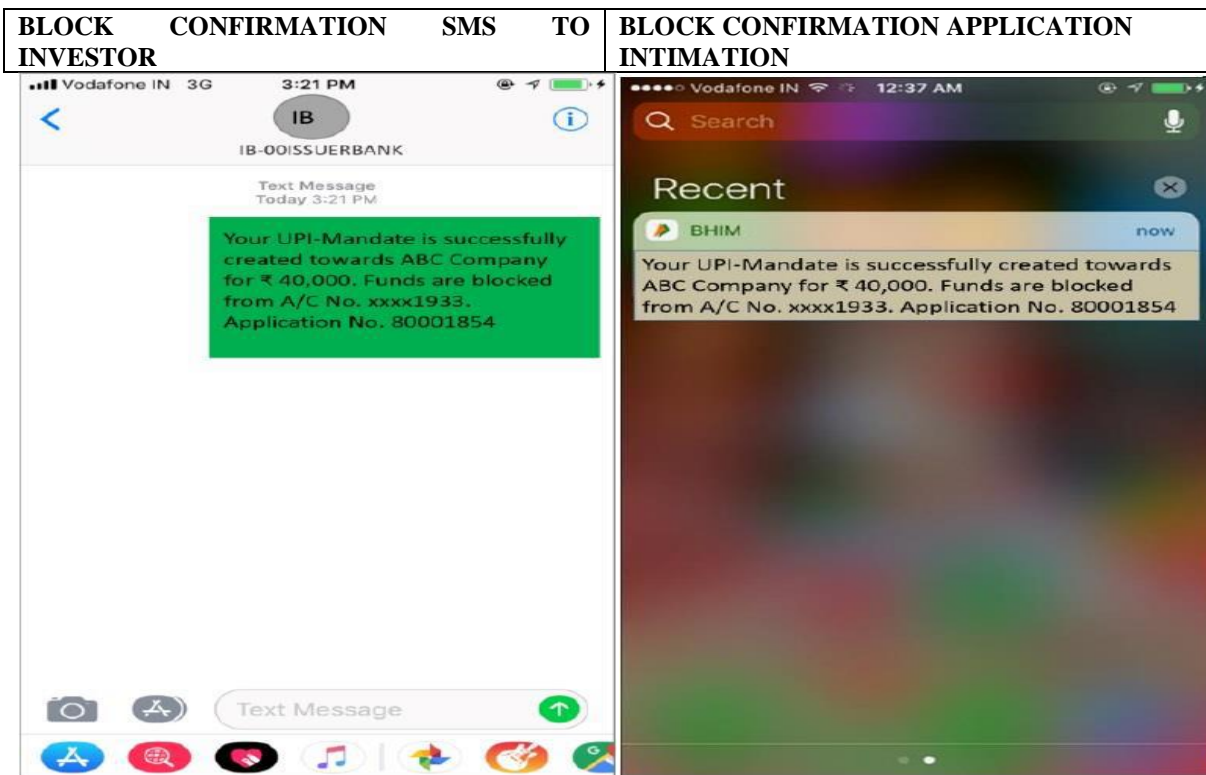 BLOCK CONFIRMATION SMS TO
INVESTOR
BLOCK CONFIRMATION APPLICATION
INTIMATION
Vodafone IN 3G 3:21 PM
IB
IB-00ISSUERBANK
Text Message
Today 3:21 PM
Your UPI-Mandate is successfully
created towards ABC Company
for ₹ 40,000. Funds are blocked
from A/C No. xxxx1933.
Application No. 80001854
Text Message
Vodafone IN 12:37 AM
Search
Recent
BHIM now
Your UPI-Mandate is successfully created towards
ABC Company for ₹ 40,000. Funds are blocked
from A/C No. xxxx1933. Application No. 80001854